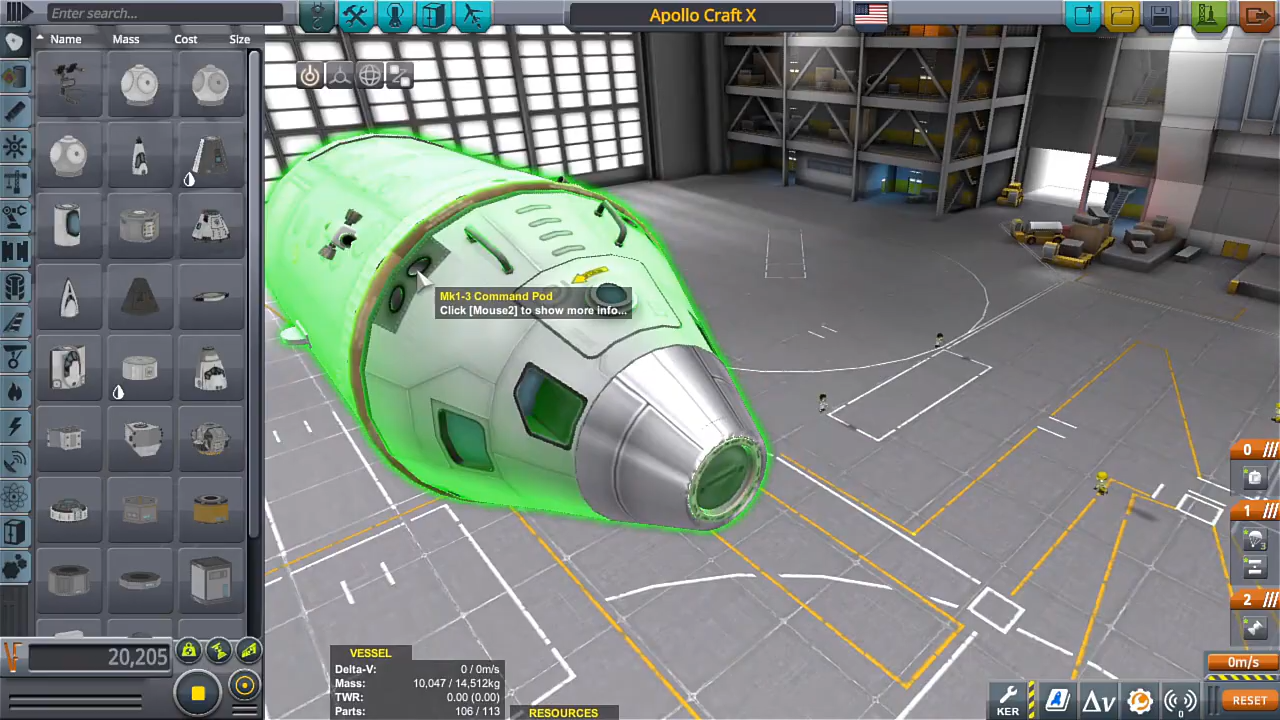 Enter search...
Apollo Craft X
Name Mass Cost Size
Mk1-3 Command Pod
Click [Mouse2] to show more info...
0
1
3
2
20,205
VESSEL
Delta-V: 0 / 0m/s
Mass: 10,047 / 14,512kg
TWR: 0.00 (0.00)
Parts: 106 / 113
RESOURCES
0m/s
KER
A
Δv
0
RESET